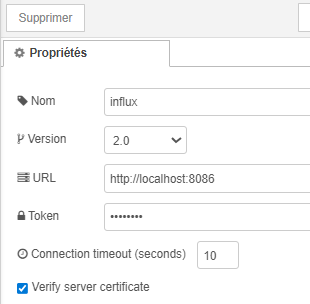 Supprimer
Propriétés
Nom influx
Version 2.0
URL http://localhost:8086
Token ••••••••
Connection timeout (seconds) 10
Verify server certificate